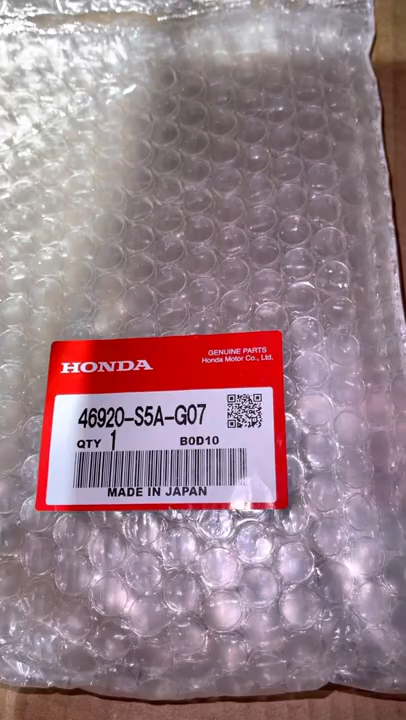 HONDA
GENUINE PARTS
Honda Motor Co., Ltd.
46920-S5A-G07
QTY 1 B0D10
MADE IN JAPAN